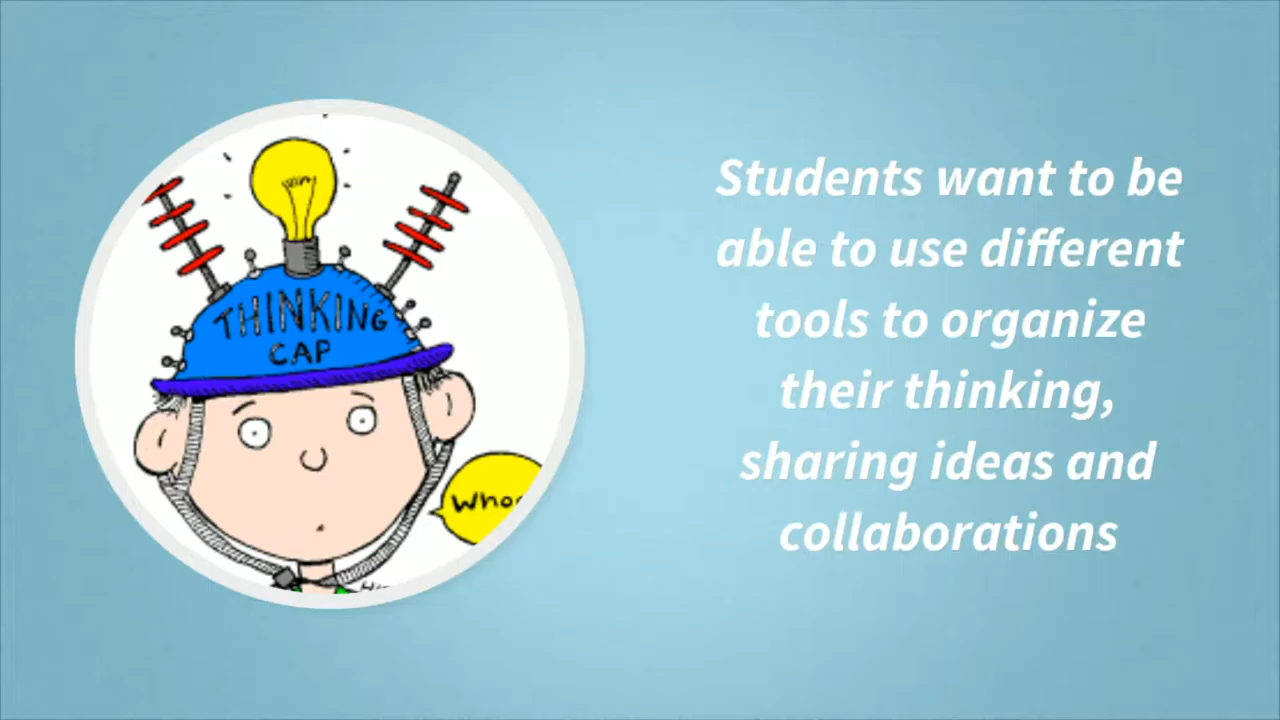 THINKING
CAP
Students want to be
able to use different
tools to organize
their thinking,
sharing ideas and
collaborations